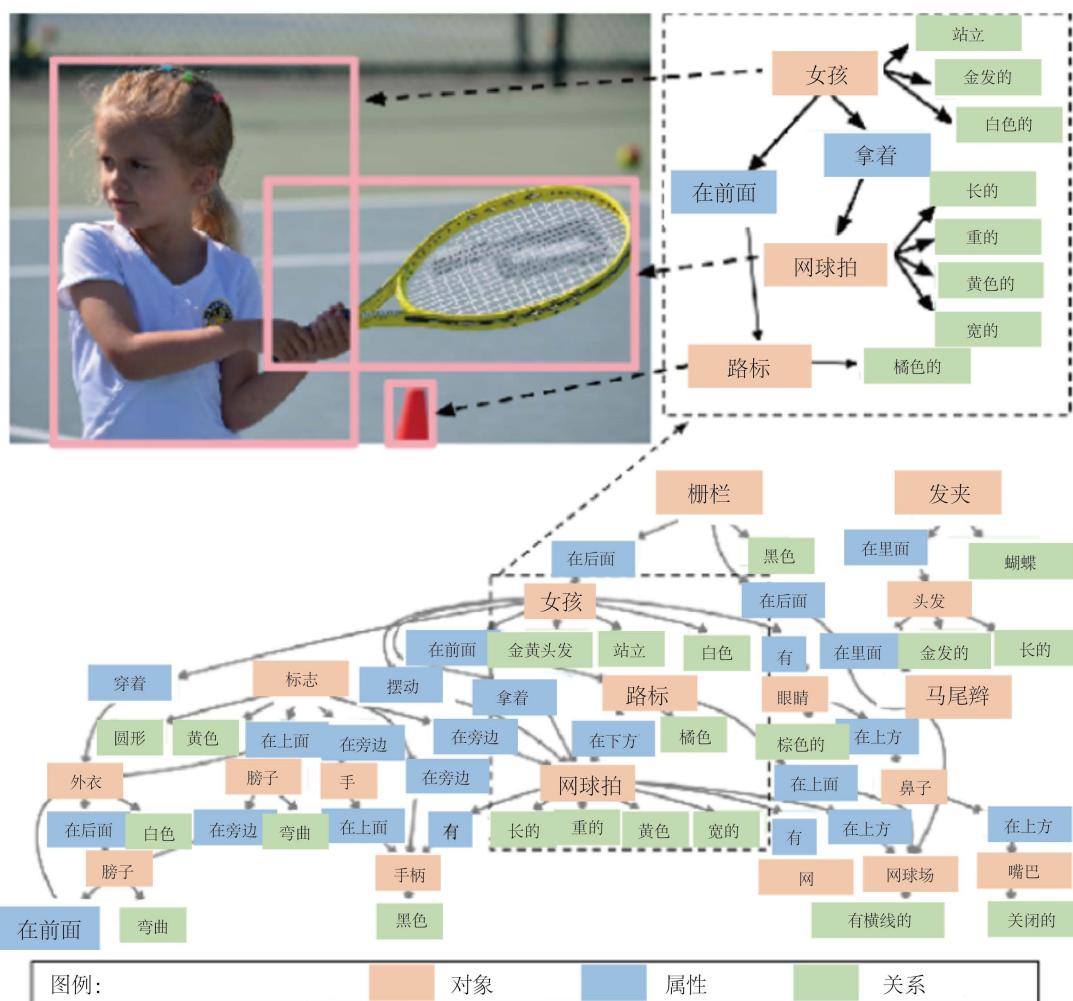 站立
女孩
金发的
白色的
拿着
在前面
长的
重的
网球拍
黄色的
宽的
路标
橘色的
栅栏
发夹
在后面
黑色
在里面
蝴蝶
女孩
在后面
头发
在前面
金黄头发
站立
白色
有
在里面
金发的
长的
穿着
标志
摆动
拿着
路标
眼睛
马尾辫
圆形
黄色
在上面
在旁边
在旁边
在下方
橘色
棕色的
在上方
外衣
膀子
手
在旁边
网球拍
在上面
鼻子
在后面
白色
在旁边
弯曲
在上面
有
长的
重的
黄色
宽的
有
在上方
在上方
膀子
手柄
网
网球场
嘴巴
在前面
弯曲
黑色
有横线的
关闭的
图例:
对象
属性
关系